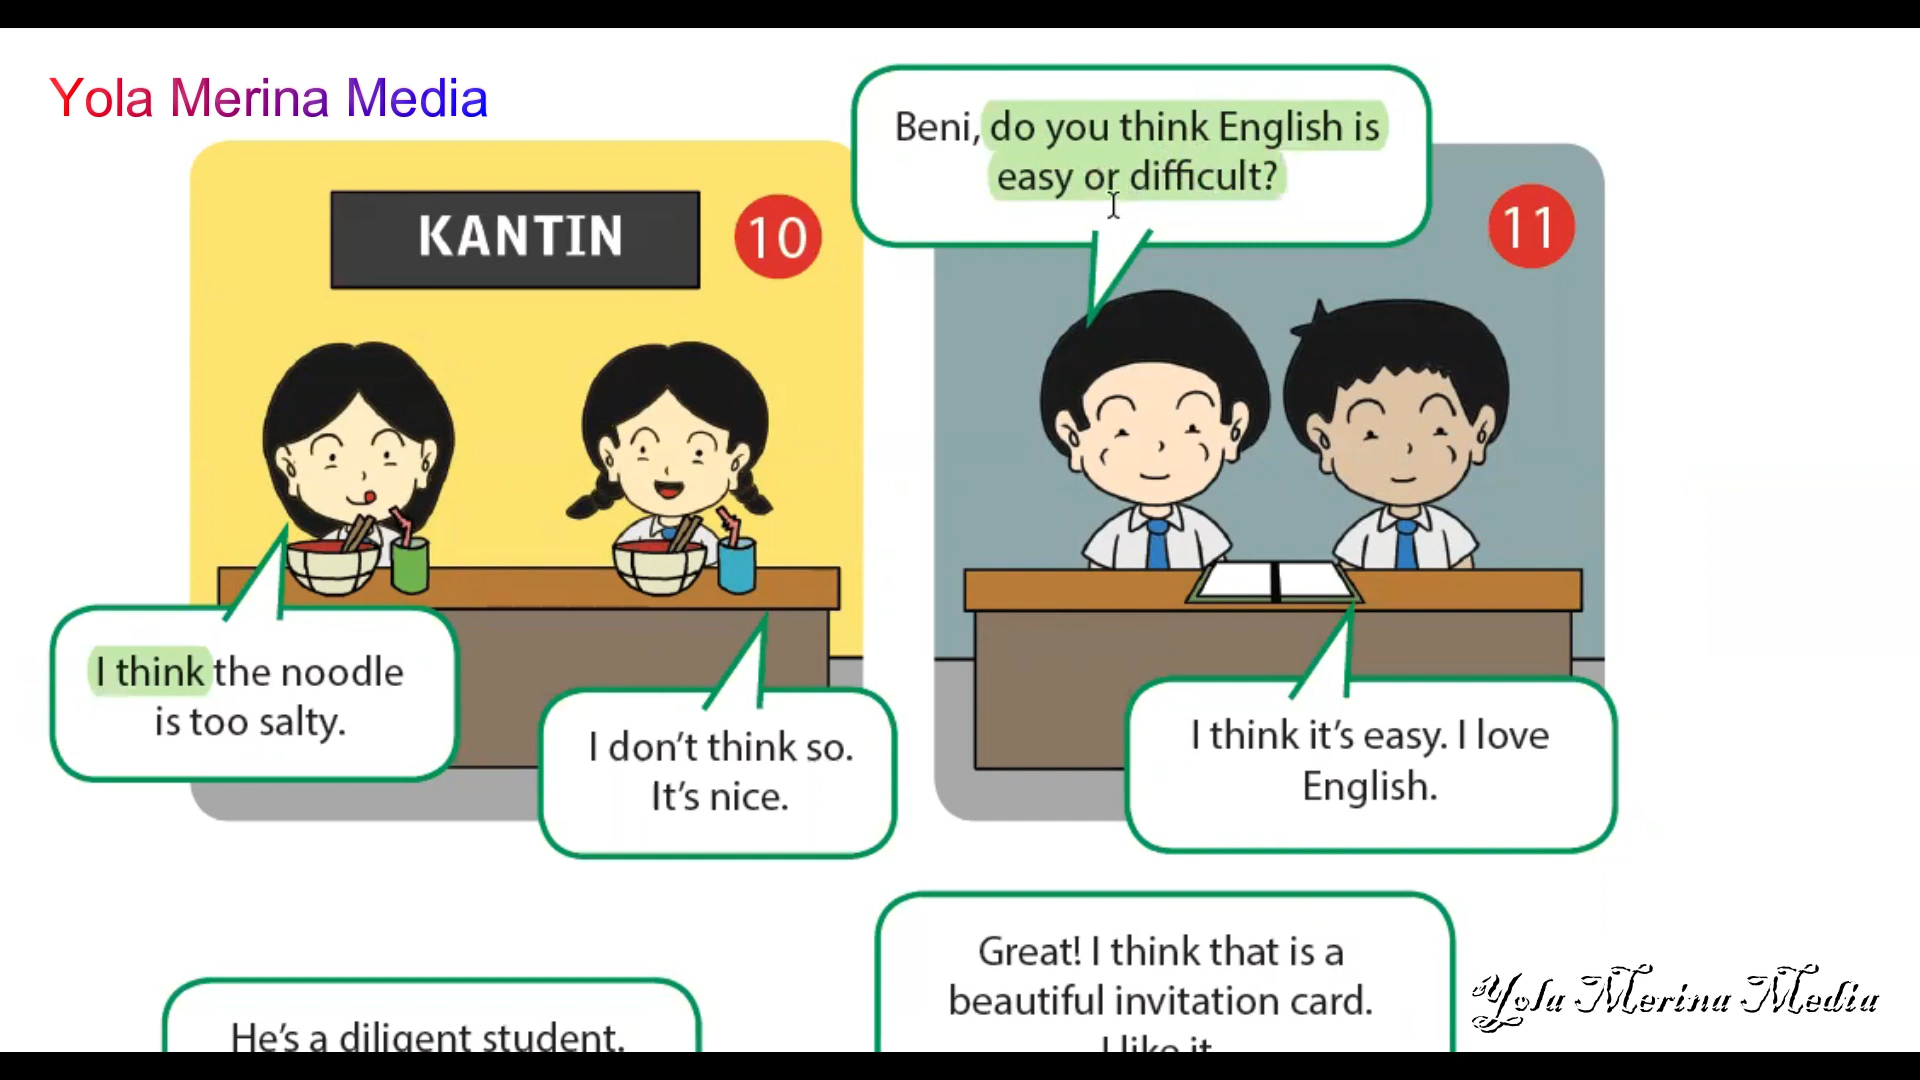 Yola Merina Media
Beni, do you think English is
easy or difficult?
KANTIN
10
11
I think the noodle
is too salty.
I don't think so.
It's nice.
I think it's easy. I love
English.
He's a diligent student.
Great! I think that is a
beautiful invitation card.
I like it.
Yola Merina Media